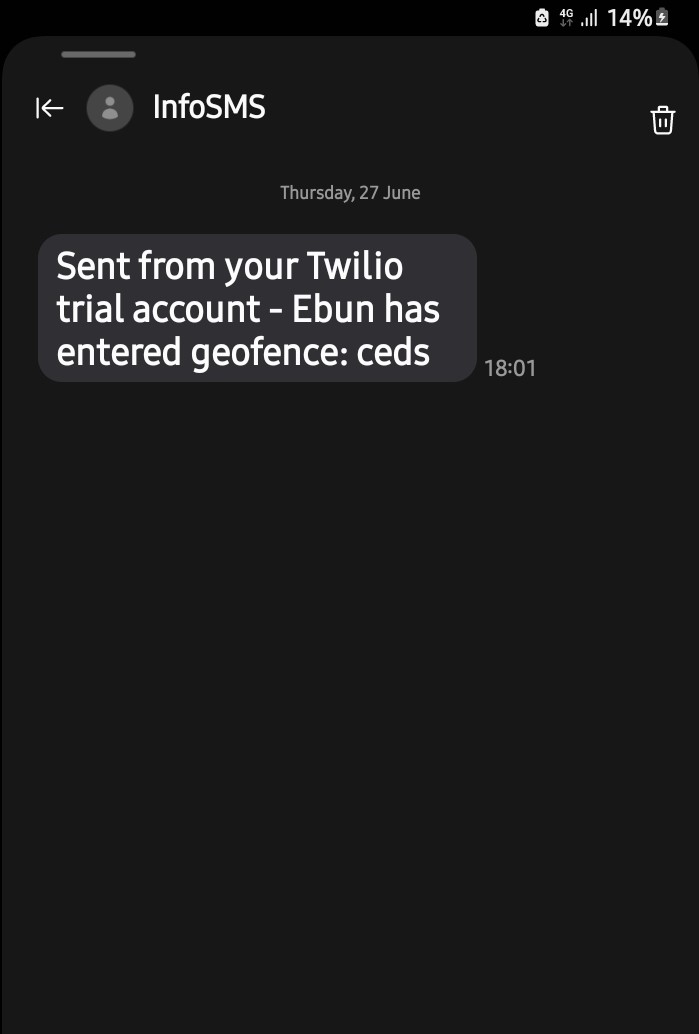 4G 14%
InfoSMS
Thursday, 27 June
Sent from your Twilio
trial account - Ebun has
entered geofence: ceds
18:01